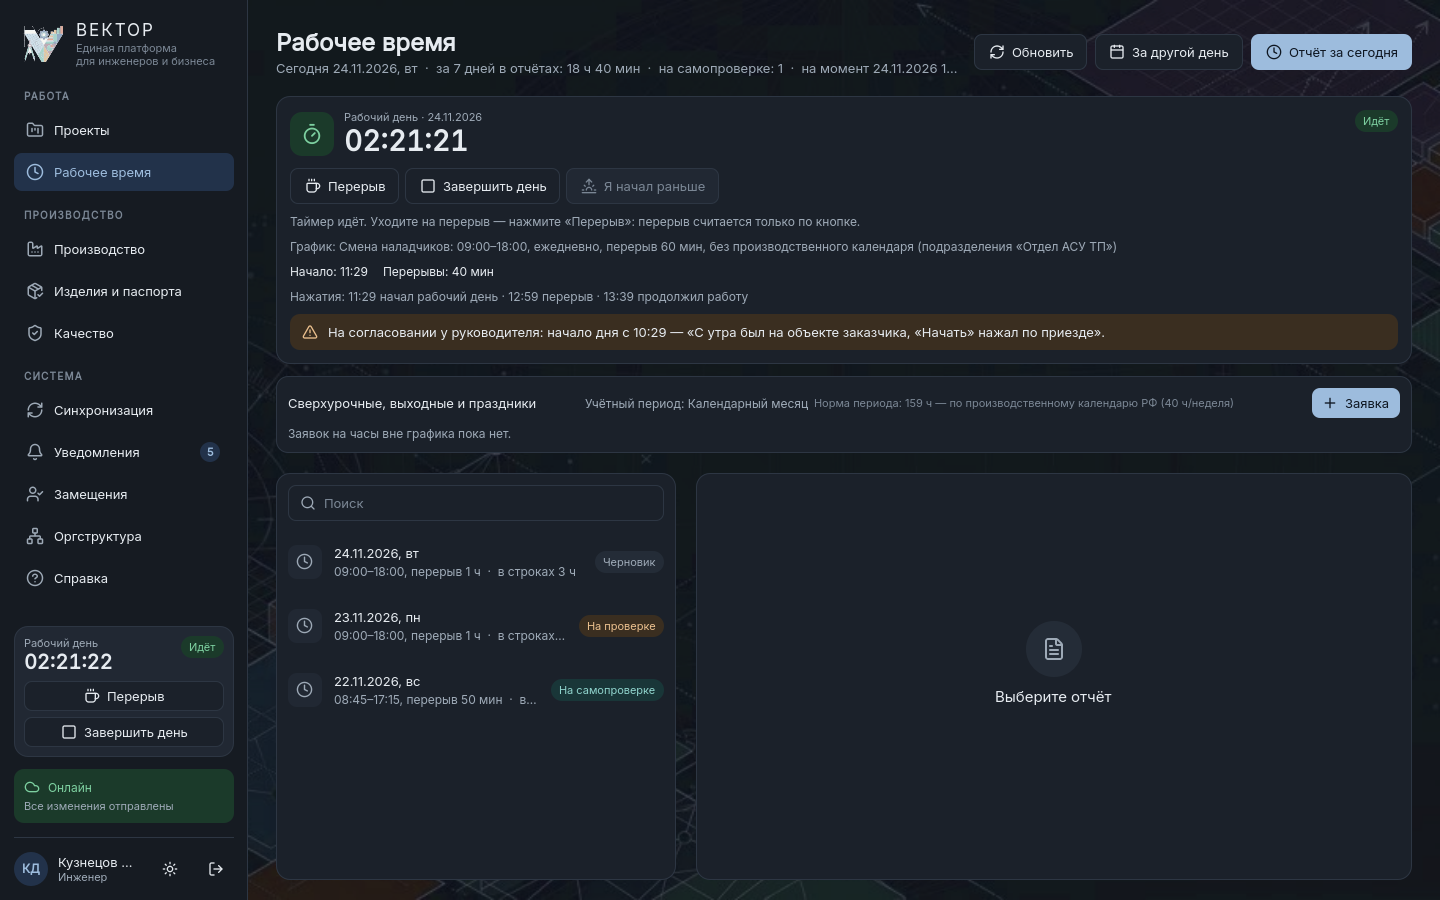 ВЕКТОР
Единая платформа
для инженеров и бизнеса
РАБОТА
Проекты
Рабочее время
ПРОИЗВОДСТВО
Производство
Изделия и паспорта
Качество
СИСТЕМА
Синхронизация
Уведомления
5
Замещения
Оргструктура
Справка
Рабочий день
Идёт
02:21:22
Перерыв
Завершить день
Онлайн
Все изменения отправлены
КД
Кузнецов ...
Инженер
Рабочее время
Сегодня 24.11.2026, вт · за 7 дней в отчётах: 18 ч 40 мин · на самопроверке: 1 · на момент 24.11.2026 1...
Обновить
За другой день
Отчёт за сегодня
Рабочий день · 24.11.2026
02:21:21
Идёт
Перерыв
Завершить день
Я начал раньше
Таймер идёт. Уходите на перерыв — нажмите «Перерыв»: перерыв считается только по кнопке.
График: Смена наладчиков: 09:00–18:00, ежедневно, перерыв 60 мин, без производственного календаря (подразделения «Отдел АСУ ТП»)
Начало: 11:29 Перерывы: 40 мин
Нажатия: 11:29 начал рабочий день · 12:59 перерыв · 13:39 продолжил работу
На согласовании у руководителя: начало дня с 10:29 — «С утра был на объекте заказчика, «Начать» нажал по приезде».
Сверхурочные, выходные и праздники
Учётный период: Календарный месяц Норма периода: 159 ч — по производственному календарю РФ (40 ч/неделя)
Заявка
Заявок на часы вне графика пока нет.
Поиск
24.11.2026, вт
09:00–18:00, перерыв 1 ч · в строках 3 ч
Черновик
23.11.2026, пн
09:00–18:00, перерыв 1 ч · в строках...
На проверке
22.11.2026, вс
08:45–17:15, перерыв 50 мин · в...
На самопроверке
Выберите отчёт